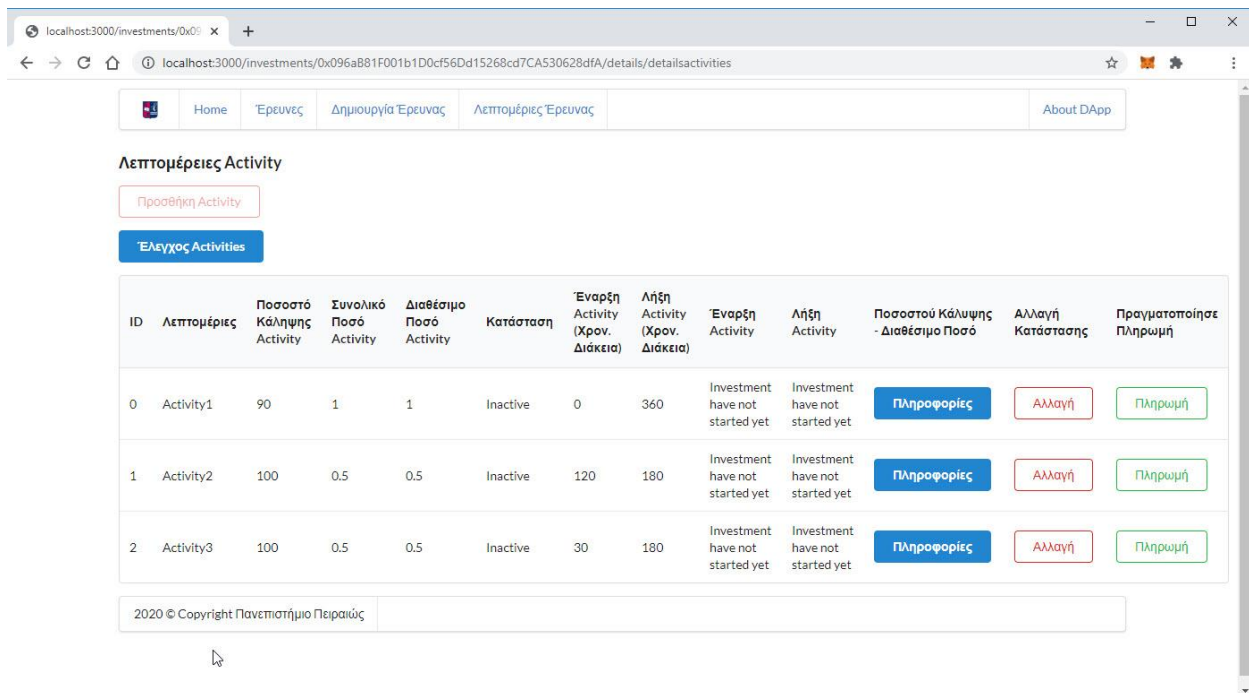 localhost:3000/investments/0x09
localhost:3000/investments/0x096aB81F001b1D0cf56Dd15268cd7CA530628dfA/details/detailsactivities
Home Έρευνες Δημιουργία Έρευνας Λεπτομέριες Έρευνας About DApp
Λεπτομέρειες Activity
Προσθήκη Activity
Έλεγχος Activities
ID Λεπτομέριες Ποσοστό Κάληψης Activity Συνολικό Ποσό Activity Διαθέσιμο Ποσό Activity Κατάσταση Έναρξη Activity (Χρον. Διάκεια) Λήξη Activity (Χρον. Διάκεια) Έναρξη Activity Λήξη Activity Ποσοστού Κάλυψης - Διαθέσιμο Ποσό Αλλαγή Κατάστασης Πραγματοποίησε Πληρωμή
0 Activity1 90 1 1 Inactive 0 360 Investment have not started yet Investment have not started yet Πληροφορίες Αλλαγή Πληρωμή
1 Activity2 100 0.5 0.5 Inactive 120 180 Investment have not started yet Investment have not started yet Πληροφορίες Αλλαγή Πληρωμή
2 Activity3 100 0.5 0.5 Inactive 30 180 Investment have not started yet Investment have not started yet Πληροφορίες Αλλαγή Πληρωμή
2020 © Copyright Πανεπιστήμιο Πειραιώς